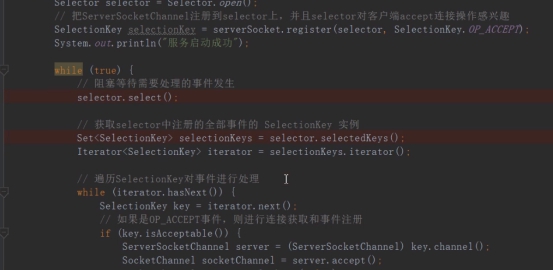 Selector selector = Selector.open();
// 把ServerSocketChannel注册到selector上，并且selector对客户端accept连接操作感兴趣
SelectionKey selectionKey = serverSocket.register(selector, SelectionKey.OP_ACCEPT);
System.out.println("服务启动成功");
while (true) {
// 阻塞等待需要处理的事件发生
selector.select();
// 获取selector中注册的全部事件的 SelectionKey 实例
Set<SelectionKey> selectionKeys = selector.selectedKeys();
Iterator<SelectionKey> iterator = selectionKeys.iterator();
// 遍历SelectionKey对事件进行处理
while (iterator.hasNext()) {
SelectionKey key = iterator.next();
// 如果是OP_ACCEPT事件，则进行连接获取和事件注册
if (key.isAcceptable()) {
ServerSocketChannel server = (ServerSocketChannel) key.channel();
SocketChannel socketChannel = server.accept();